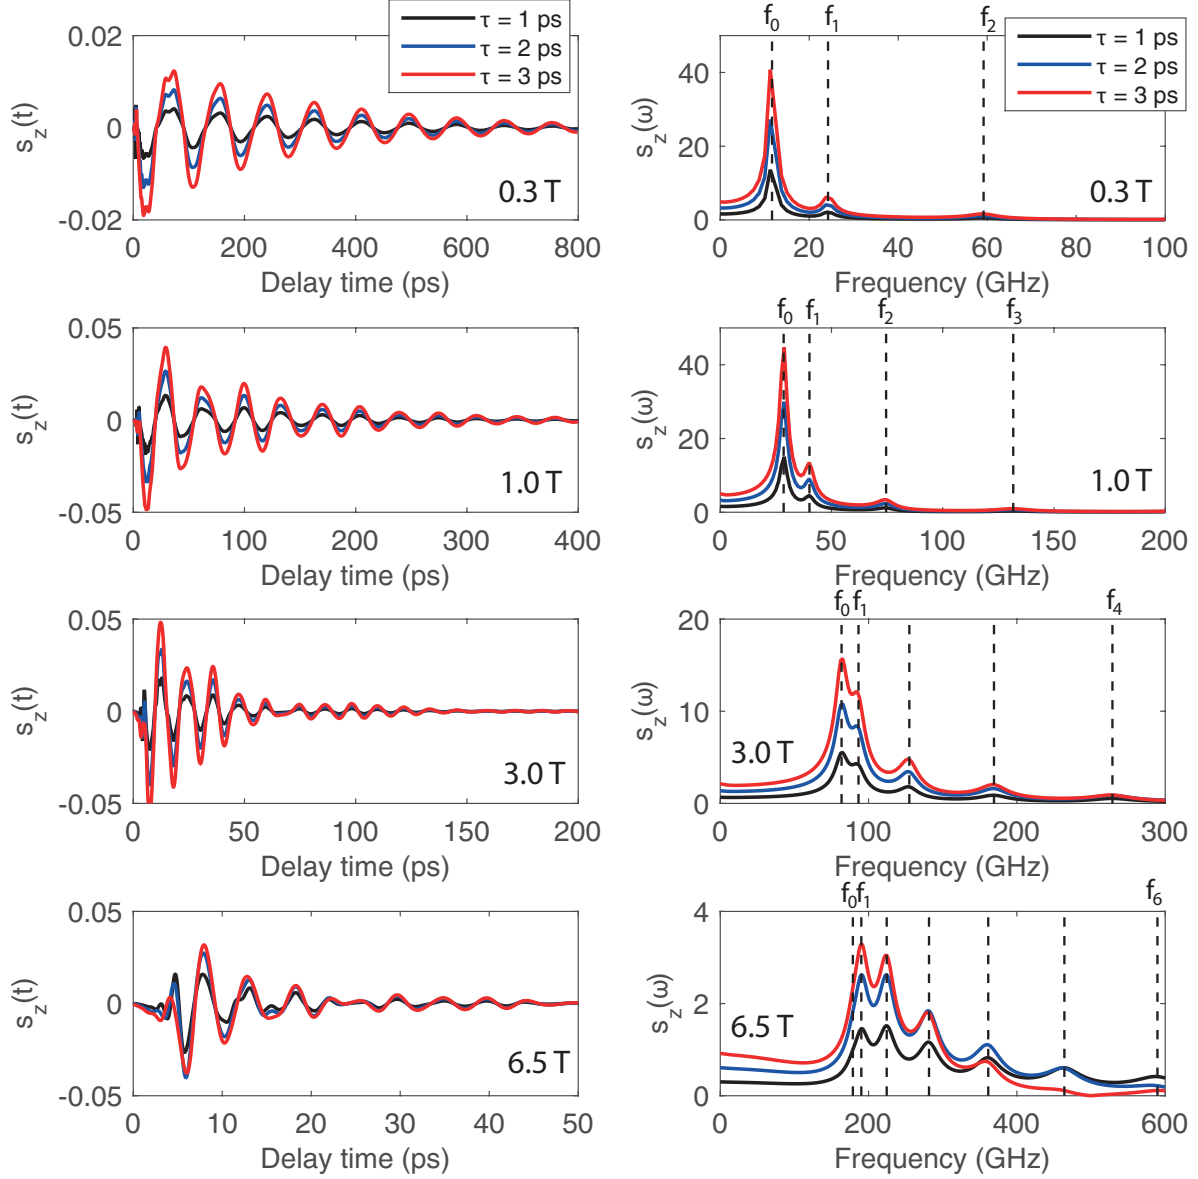 0.02
0
-0.02
s_z(t)
τ = 1 ps
τ = 2 ps
τ = 3 ps
0.3 T
0 200 400 600 800
Delay time (ps)
f_0 f_1 f_2
40
20
0
s_z(ω)
τ = 1 ps
τ = 2 ps
τ = 3 ps
0.3 T
0 20 40 60 80 100
Frequency (GHz)
0.05
0
-0.05
s_z(t)
1.0 T
0 100 200 300 400
Delay time (ps)
f_0 f_1 f_2 f_3
40
20
0
s_z(ω)
1.0 T
0 50 100 150 200
Frequency (GHz)
0.05
0
-0.05
s_z(t)
3.0 T
0 50 100 150 200
Delay time (ps)
f_0 f_1 f_4
20
10
0
s_z(ω)
3.0 T
0 100 200 300
Frequency (GHz)
0.05
0
-0.05
s_z(t)
6.5 T
0 10 20 30 40 50
Delay time (ps)
f_0 f_1 f_6
4
2
0
s_z(ω)
6.5 T
0 200 400 600
Frequency (GHz)